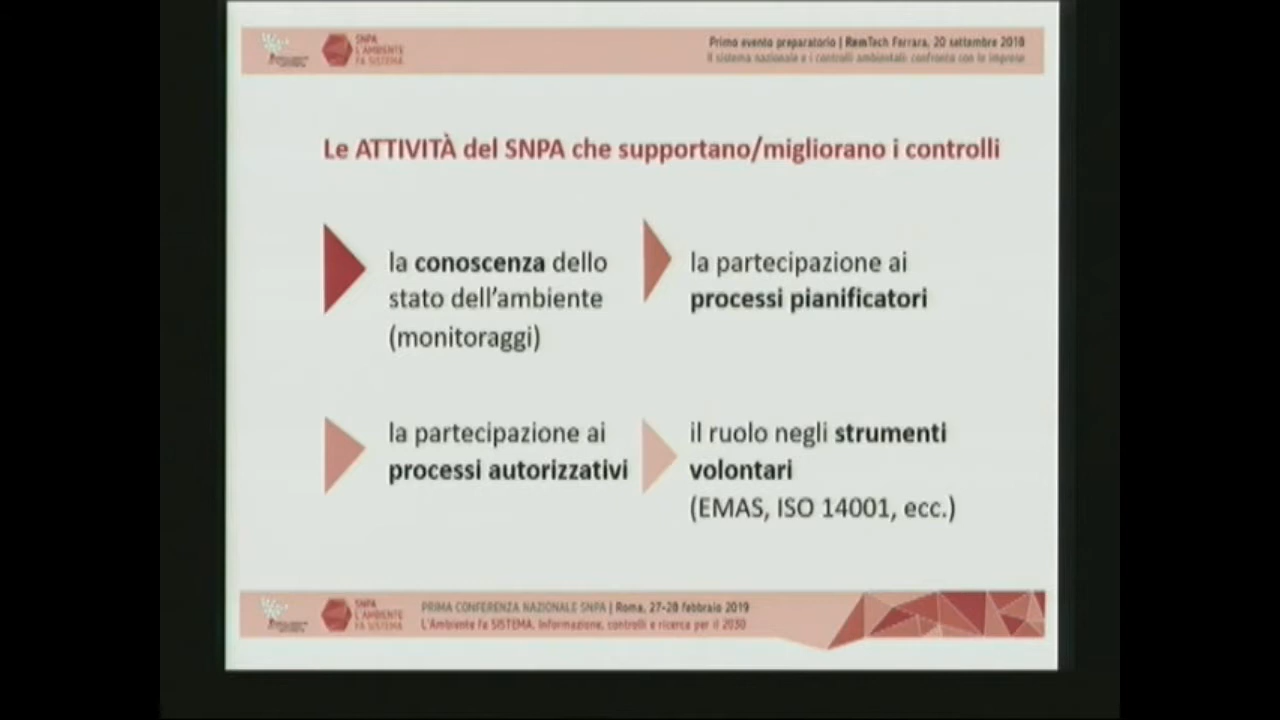 SNPA
L'AMBIENTE
FA SISTEMA
Primo evento preparatorio | RemTech Ferrara, 20 settembre 2018
Il sistema nazionale e i controlli ambientali: confronto con le imprese
Le ATTIVITÀ del SNPA che supportano/migliorano i controlli
la conoscenza dello
stato dell'ambiente
(monitoraggi)
la partecipazione ai
processi pianificatori
la partecipazione ai
processi autorizzativi
il ruolo negli strumenti
volontari
(EMAS, ISO 14001, ecc.)
SNPA
L'AMBIENTE
FA SISTEMA
PRIMA CONFERENZA NAZIONALE SNPA | Roma, 27-28 febbraio 2019
L'Ambiente fa SISTEMA. Informazione, controlli e ricerca per il 2030